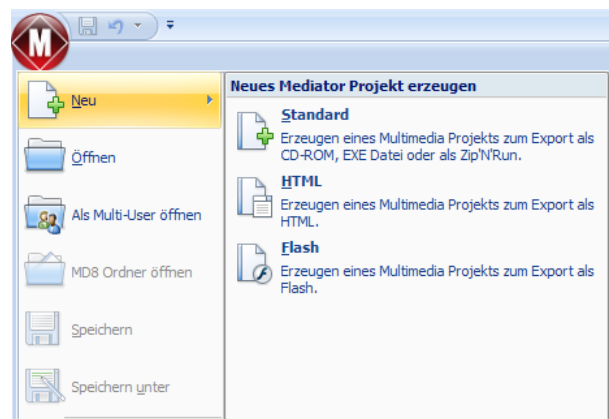 M
Neu
Öffnen
Als Multi-User öffnen
MD8 Ordner öffnen
Speichern
Speichern unter
Neues Mediator Projekt erzeugen
Standard
Erzeugen eines Multimedia Projekts zum Export als
CD-ROM, EXE Datei oder als Zip'N'Run.
HTML
Erzeugen eines Multimedia Projekts zum Export als
HTML.
Flash
Erzeugen eines Multimedia Projekts zum Export als
Flash.